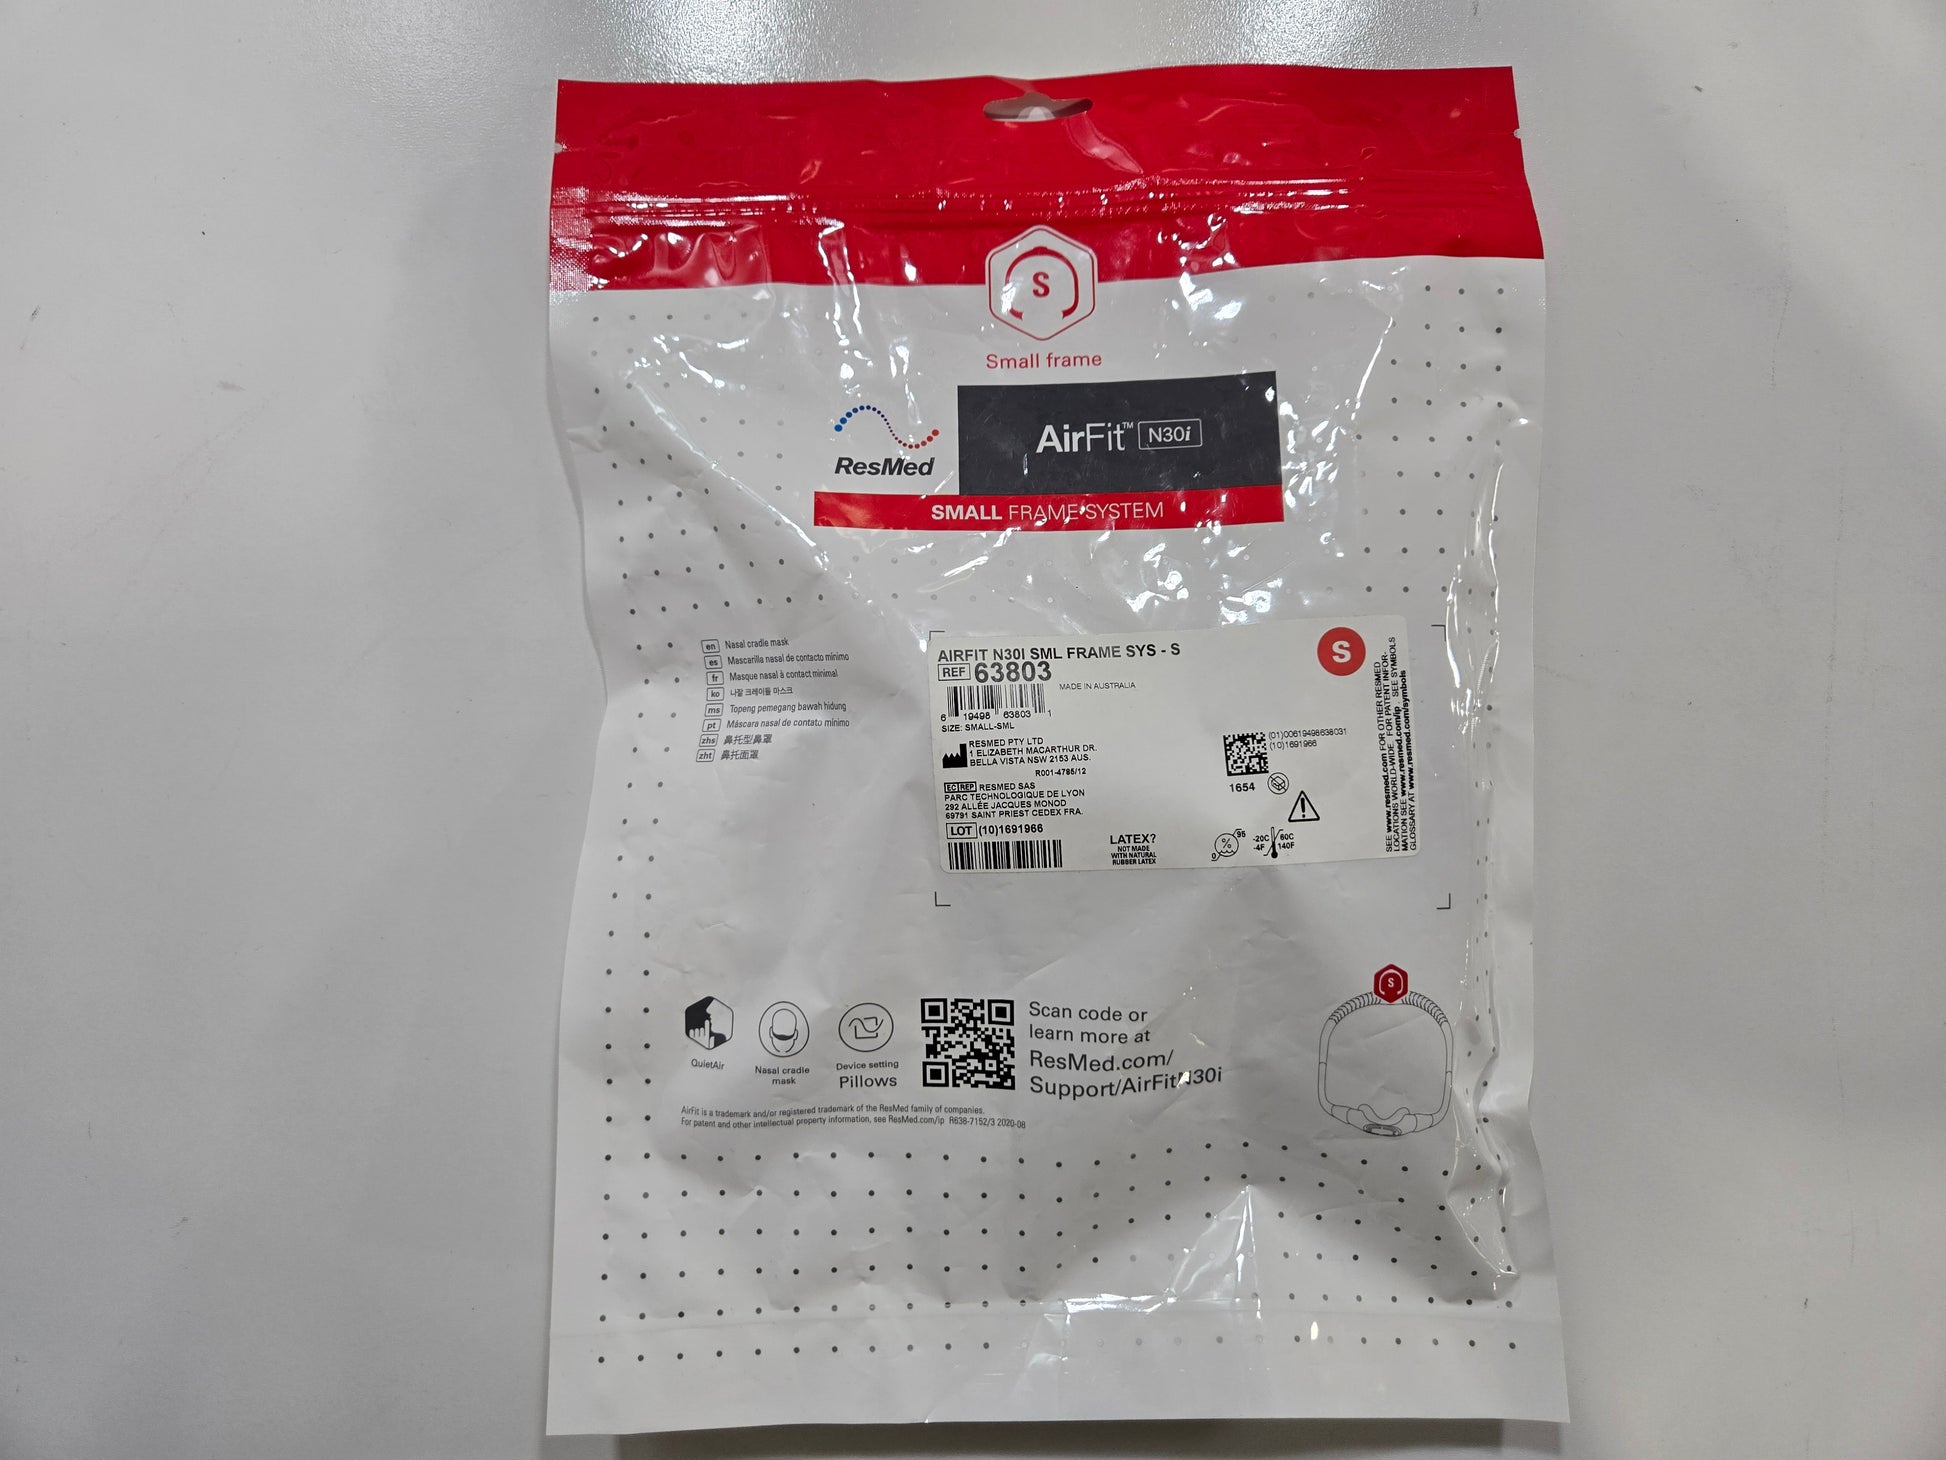 S
Small frame
ResMed
AirFit™ N30i
SMALL FRAME SYSTEM
en Nasal cradle mask
es Mascarilla nasal de contacto mínimo
fr Masque nasal à contact minimal
ko 나잘 크레이들 마스크
ms Topeng pemegang bawah hidung
pt Máscara nasal de contato mínimo
zhs 鼻托型鼻罩
zht 鼻托面罩
AIRFIT N30I SML FRAME SYS - S
S
REF 63803
MADE IN AUSTRALIA
6 19498 63803 1
SIZE: SMALL-SML
RESMED PTY LTD
1 ELIZABETH MACARTHUR DR.
BELLA VISTA NSW 2153 AUS.
R001-4785/12
EC REP RESMED SAS
PARC TECHNOLOGIQUE DE LYON
292 ALLÉE JACQUES MONOD
69791 SAINT PRIEST CEDEX FRA.
LOT (10)1691966
LATEX?
NOT MADE
WITH NATURAL
RUBBER LATEX
(01)00619498638031
(10)1691966
1654
0 % 95
-20C 60C
-4F 140F
SEE www.resmed.com FOR OTHER RESMED
LOCATIONS WORLD-WIDE. FOR PATENT INFOR-
MATION SEE www.resmed.com/ip. SEE SYMBOLS
GLOSSARY AT www.resmed.com/symbols
QuietAir
Nasal cradle
mask
Device setting
Pillows
Scan code or
learn more at
ResMed.com/
Support/AirFitN30i
S
AirFit is a trademark and/or registered trademark of the ResMed family of companies.
For patent and other intellectual property information, see ResMed.com/ip R638-7152/3 2020-08